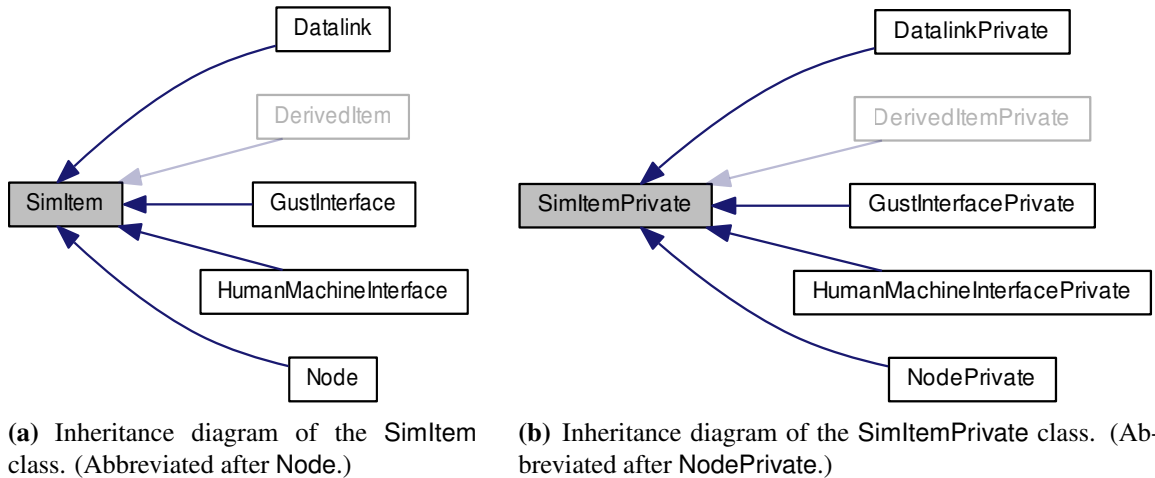 Datalink
DerivedItem
SimItem
GustInterface
HumanMachineInterface
Node
(a) Inheritance diagram of the SimItem
class. (Abbreviated after Node.)
DatalinkPrivate
DerivedItemPrivate
SimItemPrivate
GustInterfacePrivate
HumanMachineInterfacePrivate
NodePrivate
(b) Inheritance diagram of the SimItemPrivate class. (Ab-
breviated after NodePrivate.)